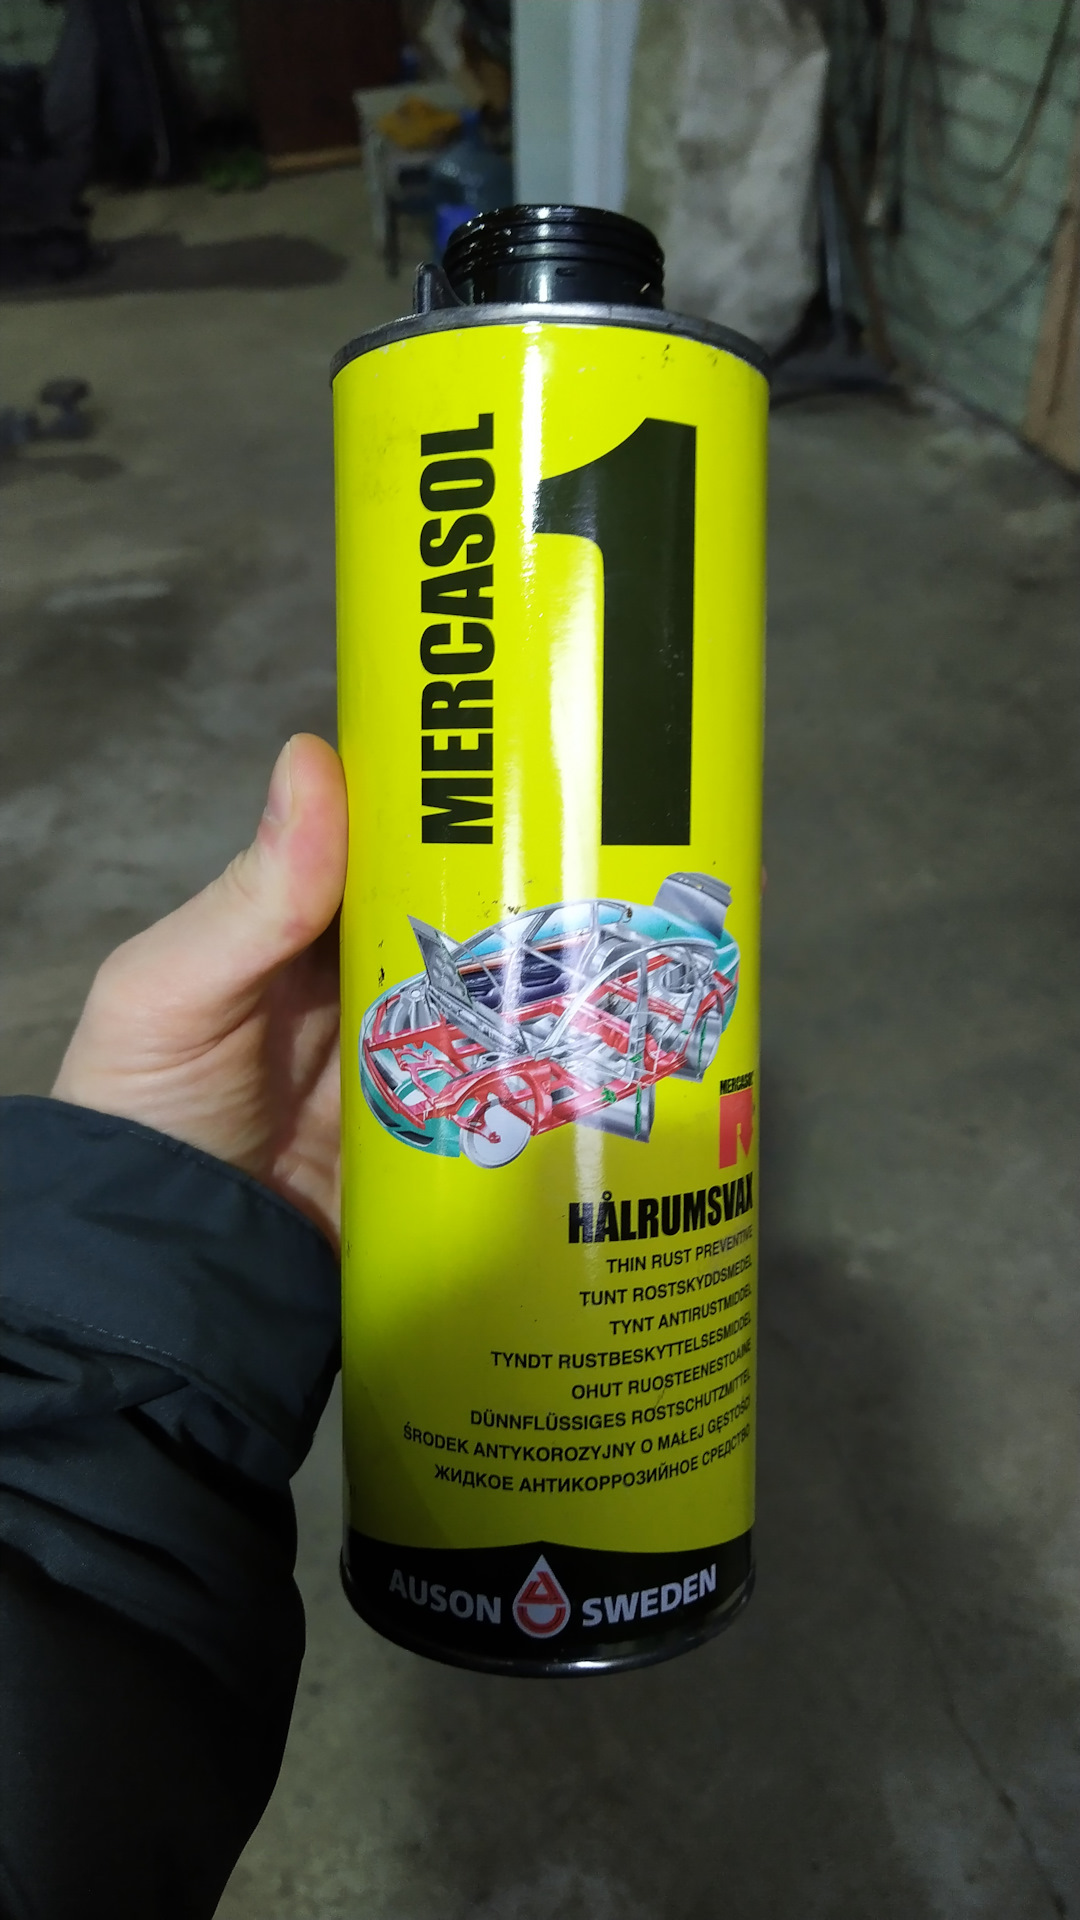 MERCASOL
1
MERCASOL
HÅLRUMSVAX
THIN RUST PREVENTIVE
TUNT ROSTSKYDDSMEDEL
TYNT ANTIRUSTMIDDEL
TYNDT RUSTBESKYTTELSESMIDDEL
OHUT RUOSTEENESTOAINE
DÜNNFLÜSSIGES ROSTSCHUTZMITTEL
ŚRODEK ANTYKOROZYJNY O MAŁEJ GĘSTOŚCI
ЖИДКОЕ АНТИКОРРОЗИЙНОЕ СРЕДСТВО
AUSON SWEDEN